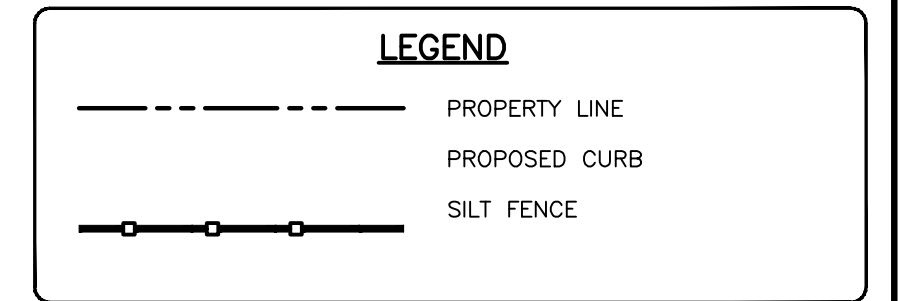 LEGEND
PROPERTY LINE
PROPOSED CURB
SILT FENCE